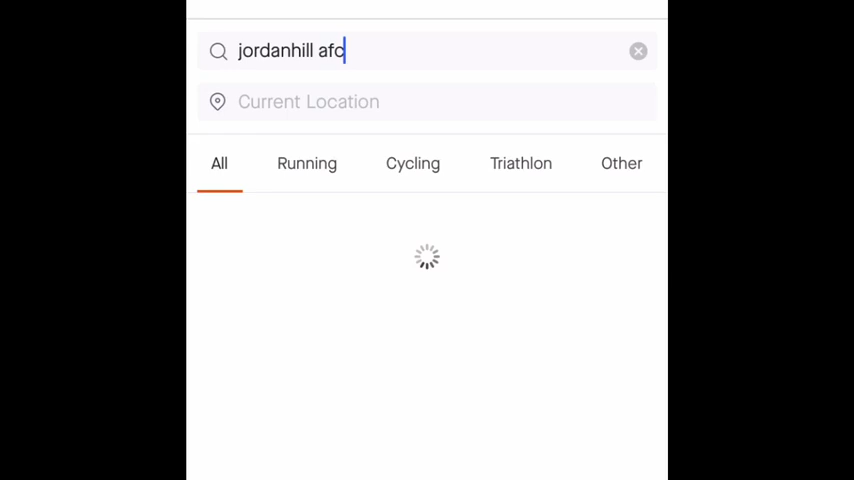 jordanhill afc
Current Location
All Running Cycling Triathlon Other